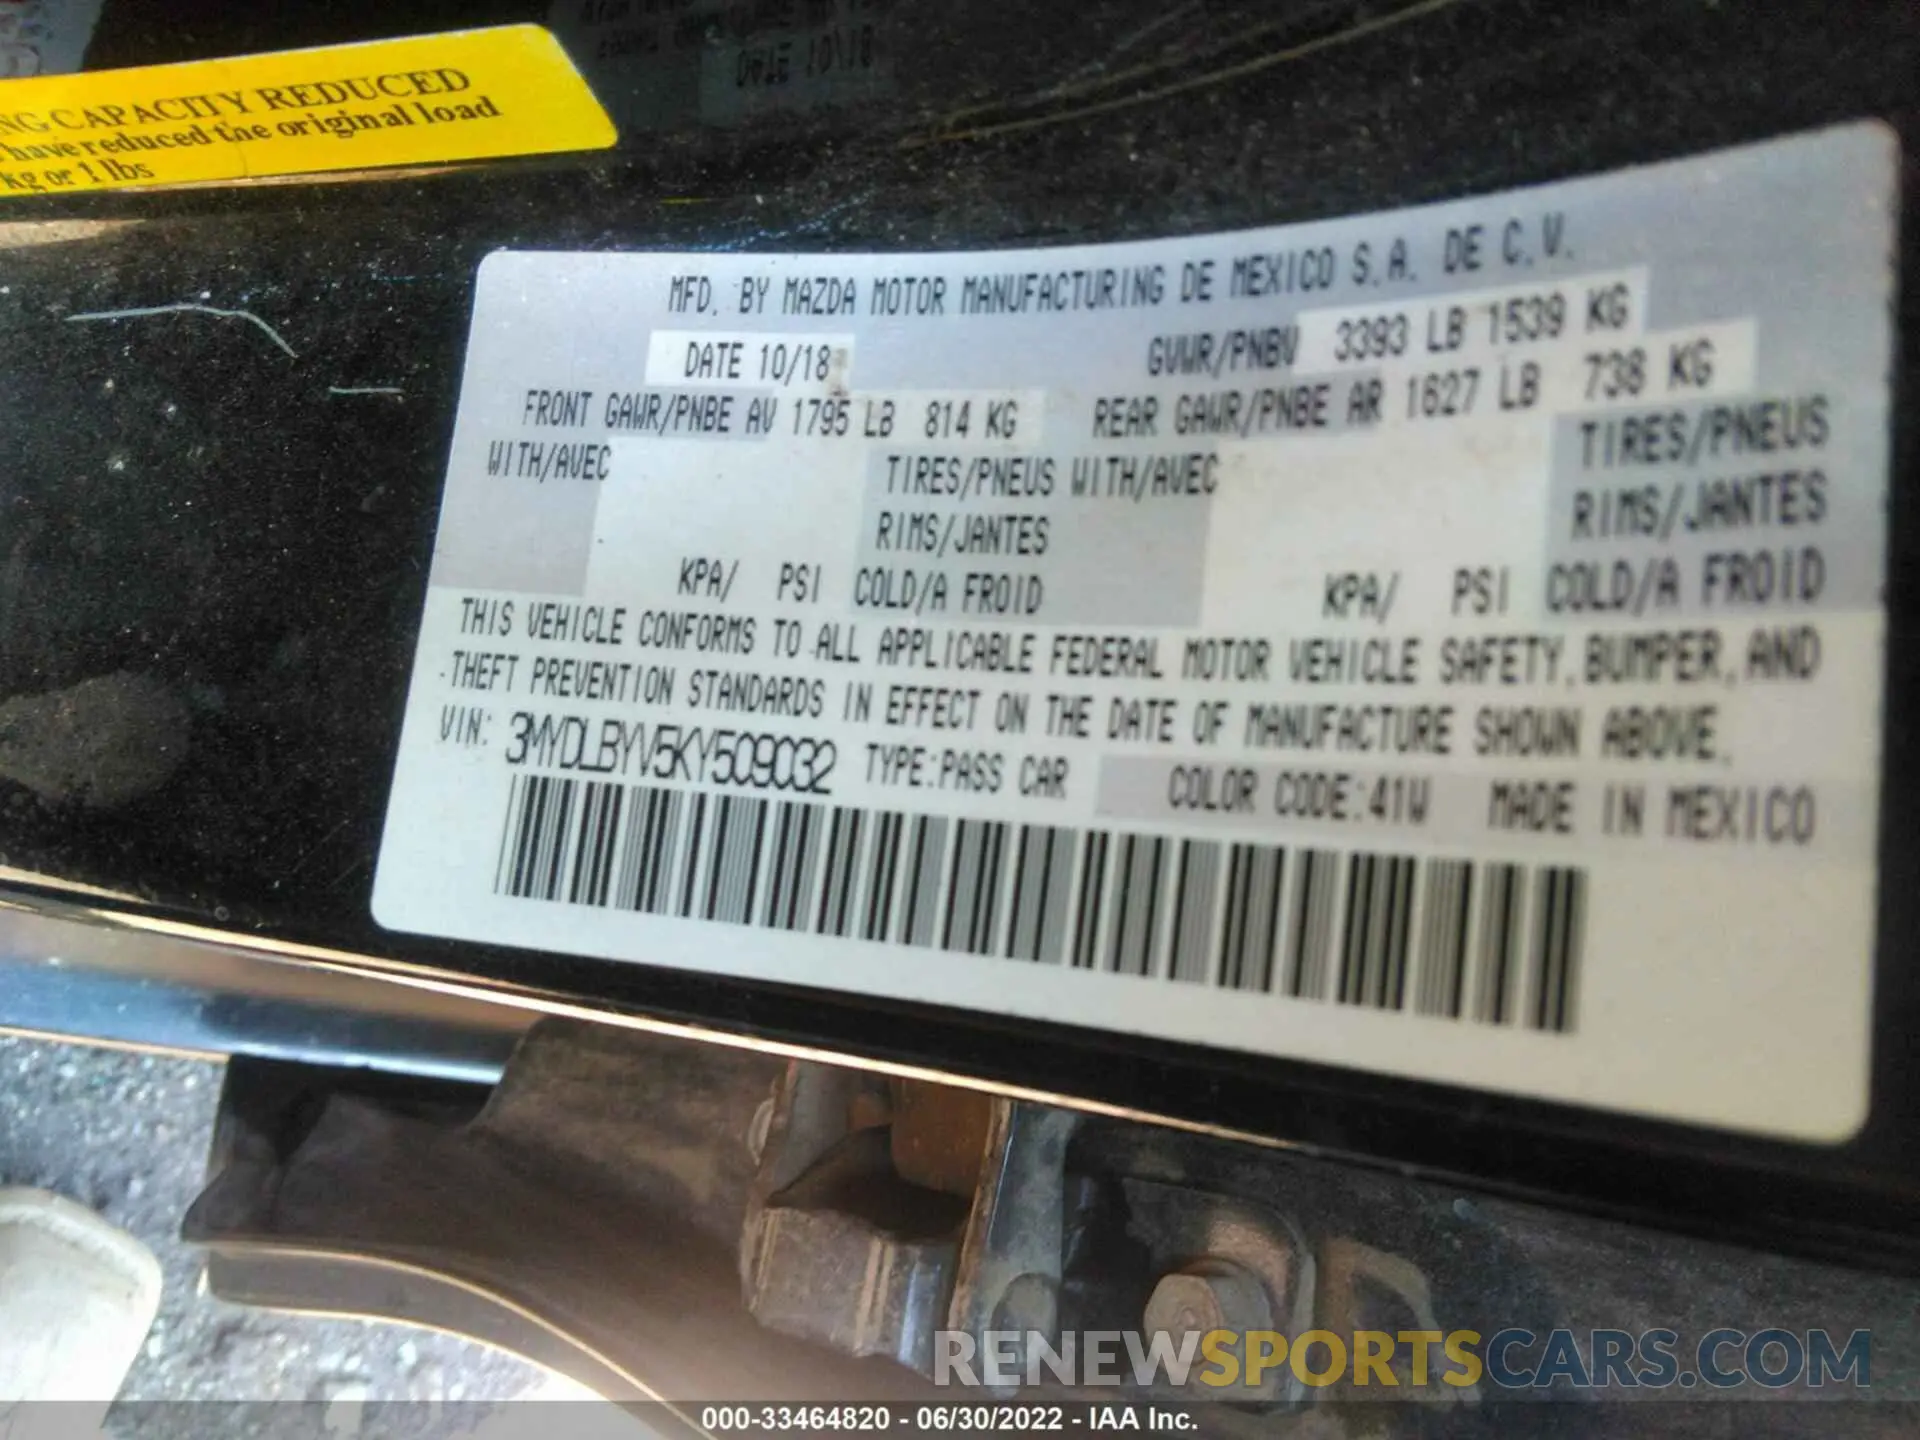 NG CAPACITY REDUCED
have reduced the original load
kg or 1 lbs
DATE 10/18
MFD. BY MAZDA MOTOR MANUFACTURING DE MEXICO S.A. DE C.V.
DATE 10/18 GVWR/PNBV 3393 LB 1539 KG
FRONT GAWR/PNBE AV 1795 LB 814 KG REAR GAWR/PNBE AR 1627 LB 738 KG
WITH/AVEC TIRES/PNEUS WITH/AVEC TIRES/PNEUS
RIMS/JANTES RIMS/JANTES
KPA/ PSI COLD/A FROID KPA/ PSI COLD/A FROID
THIS VEHICLE CONFORMS TO ALL APPLICABLE FEDERAL MOTOR VEHICLE SAFETY, BUMPER, AND
THEFT PREVENTION STANDARDS IN EFFECT ON THE DATE OF MANUFACTURE SHOWN ABOVE.
VIN: 3MYDLBYV5KY509032 TYPE:PASS CAR COLOR CODE:41W MADE IN MEXICO
RENEWSPORTSCARS.COM
000-33464820 - 06/30/2022 - IAA Inc.